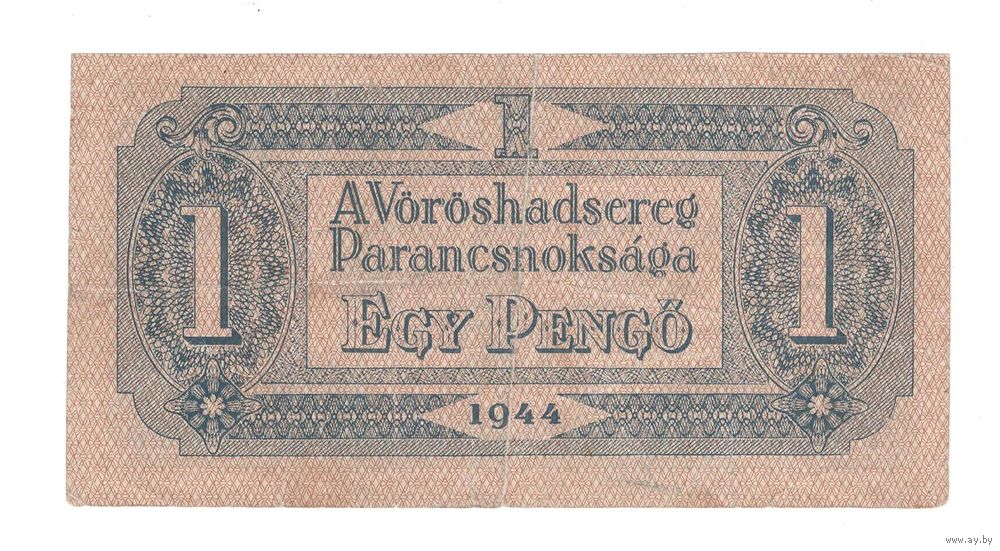 1
A Vöröshadsereg
Parancsnoksága
1 EGY PENGŐ 1
1944
www.ay.by